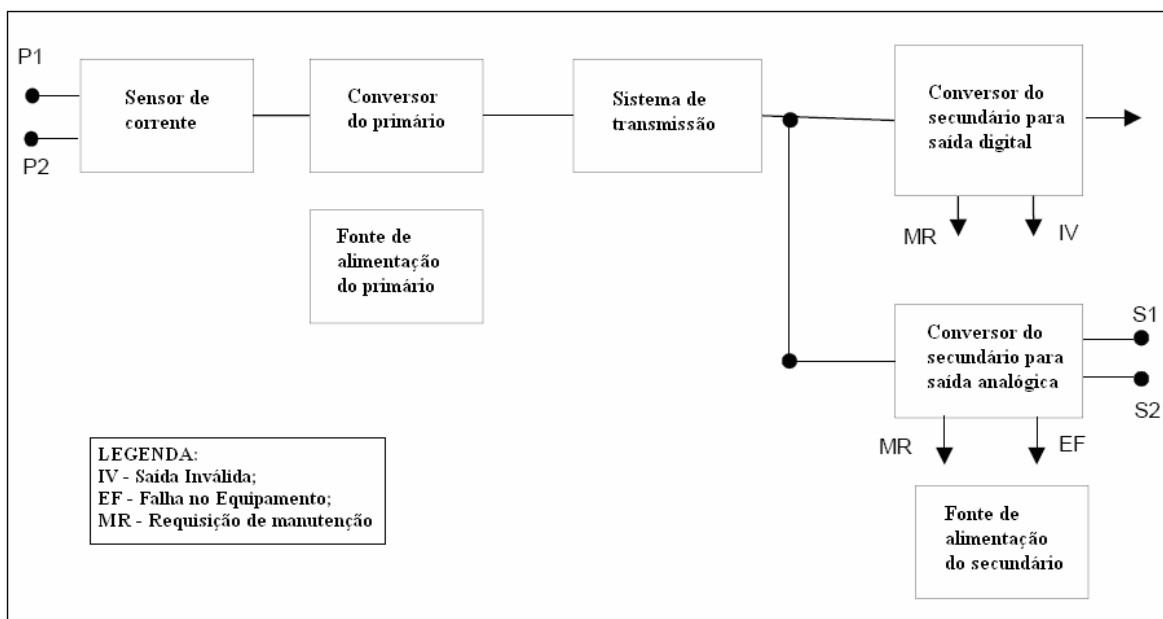 P1
P2
Sensor de
corrente
Conversor
do primário
Sistema de
transmissão
Conversor do
secundário para
saída digital
MR
IV
Fonte de
alimentação
do primário
Conversor do
secundário para
saída analógica
S1
S2
MR
EF
Fonte de
alimentação
do secundário
LEGENDA:
IV - Saída Inválida;
EF - Falha no Equipamento;
MR - Requisição de manutenção